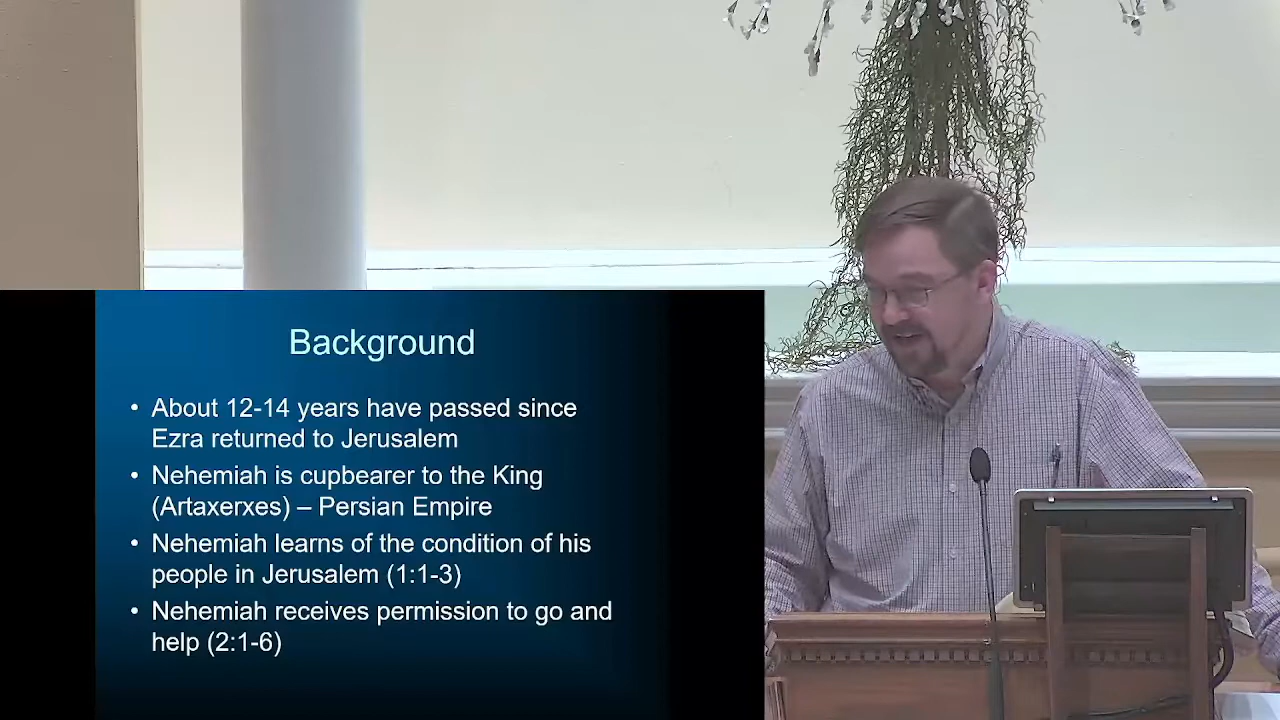 Background
• About 12-14 years have passed since
Ezra returned to Jerusalem
• Nehemiah is cupbearer to the King
(Artaxerxes) – Persian Empire
• Nehemiah learns of the condition of his
people in Jerusalem (1:1-3)
• Nehemiah receives permission to go and
help (2:1-6)